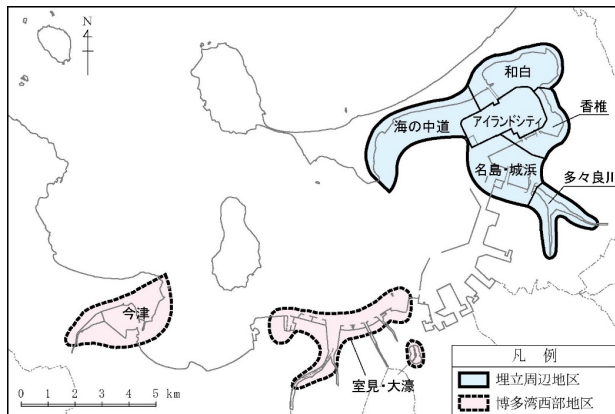 N
和白
香椎
アイランドシティ
海の中道
名島・城浜
多々良川
今津
室見・大濠
0 1 2 3 4 5 km
凡 例
埋立周辺地区
博多湾西部地区